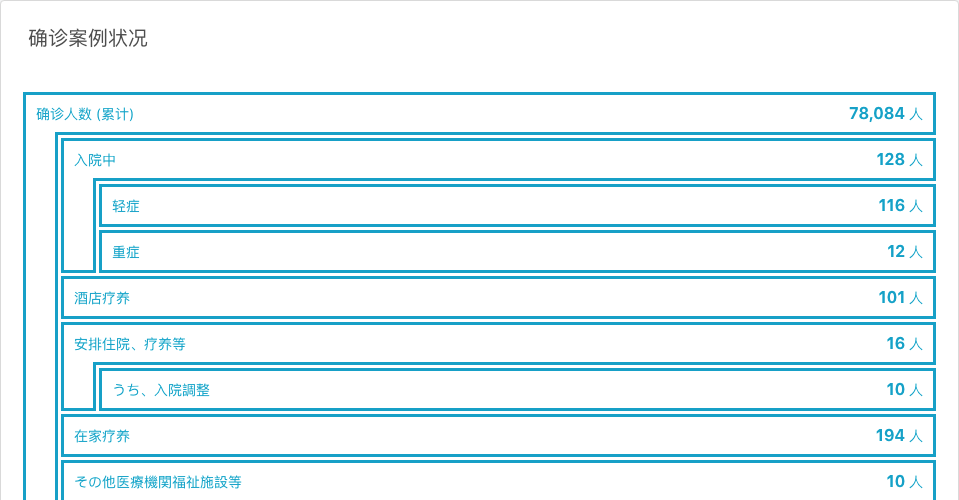 确诊案例状况
确诊人数 (累计) 78,084 人
入院中 128 人
轻症 116 人
重症 12 人
酒店疗养 101 人
安排住院、疗养等 16 人
うち、入院調整 10 人
在家疗养 194 人
その他医療機関福祉施設等 10 人